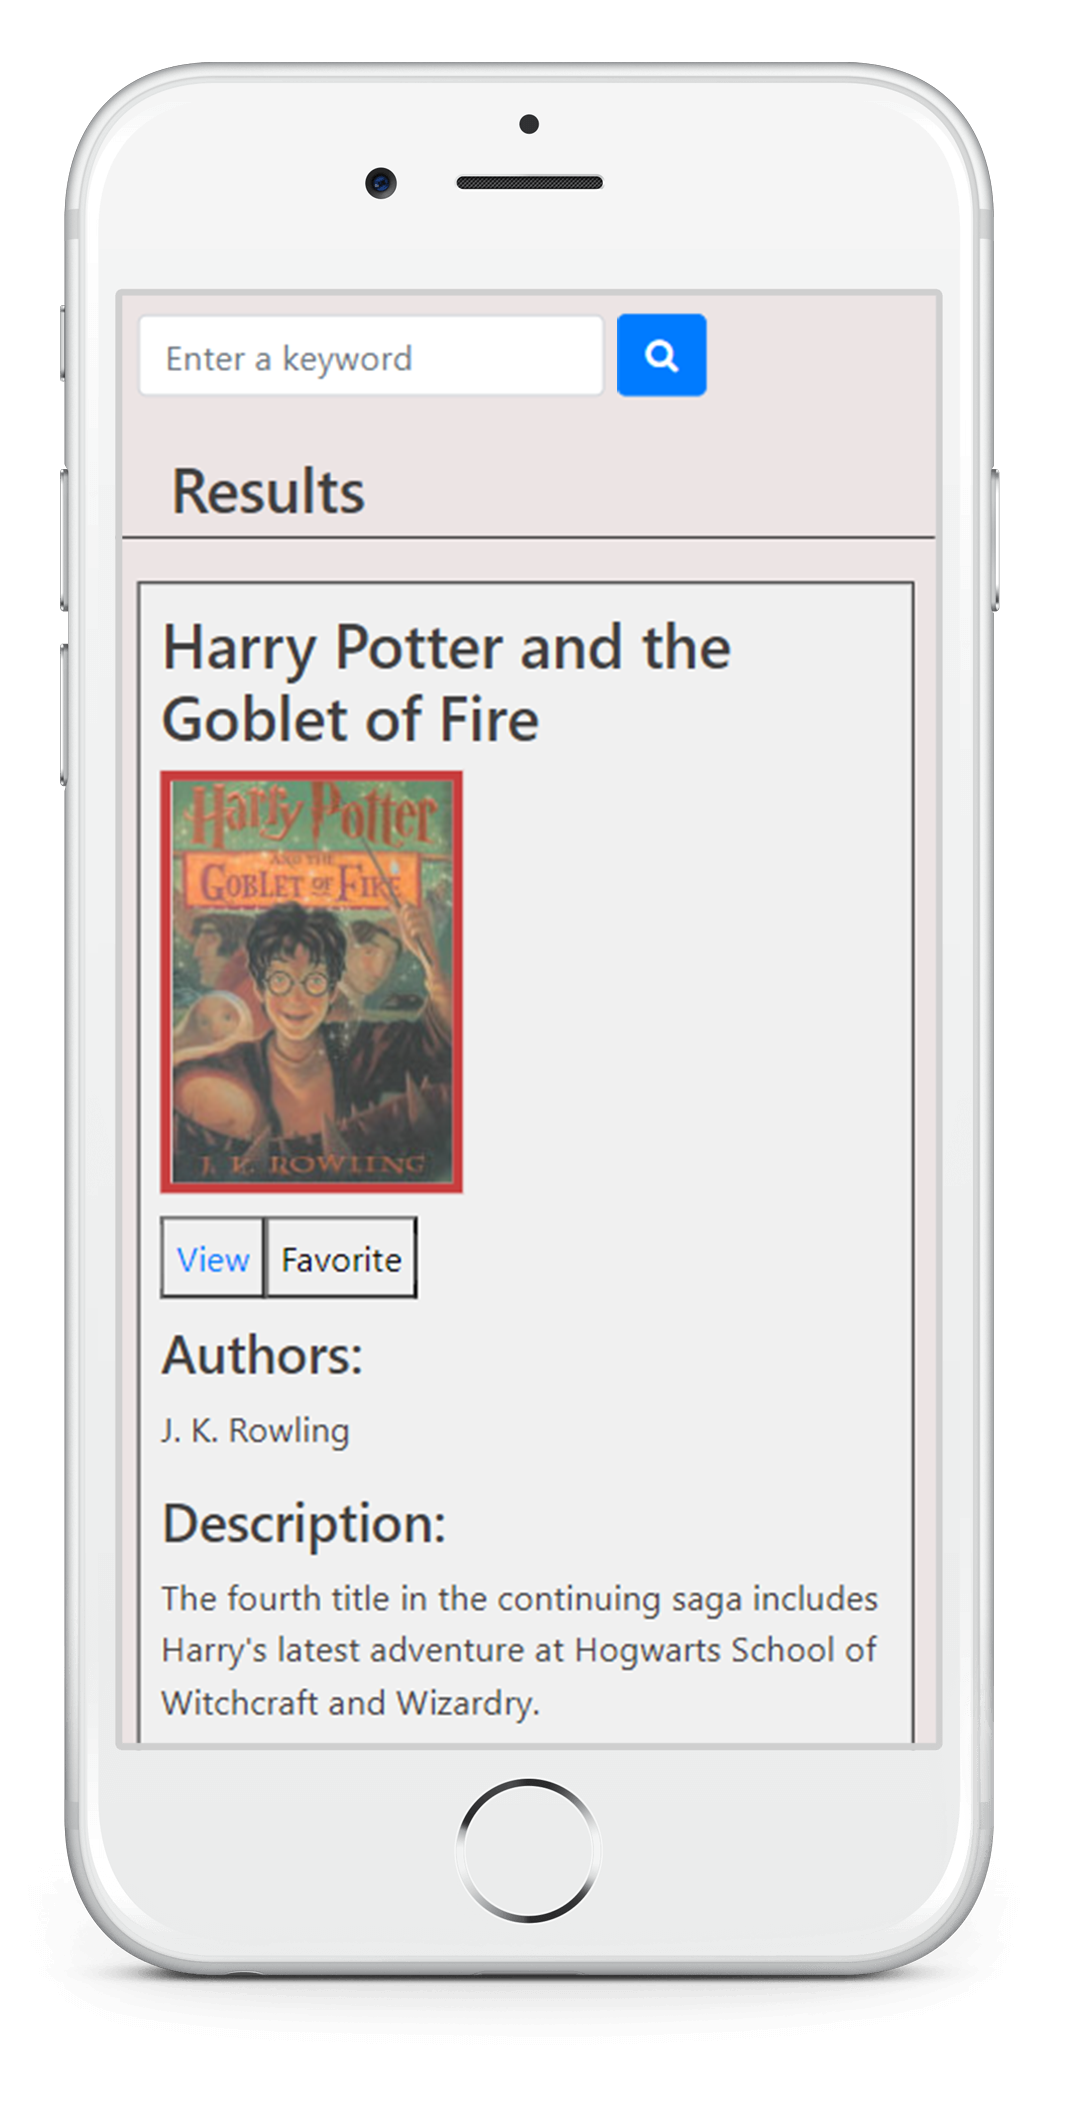 Enter a keyword
Results
Harry Potter and the
Goblet of Fire
Harry Potter
AND THE
GOBLET OF FIRE
J. K. ROWLING
View
Favorite
Authors:
J. K. Rowling
Description:
The fourth title in the continuing saga includes
Harry's latest adventure at Hogwarts School of
Witchcraft and Wizardry.